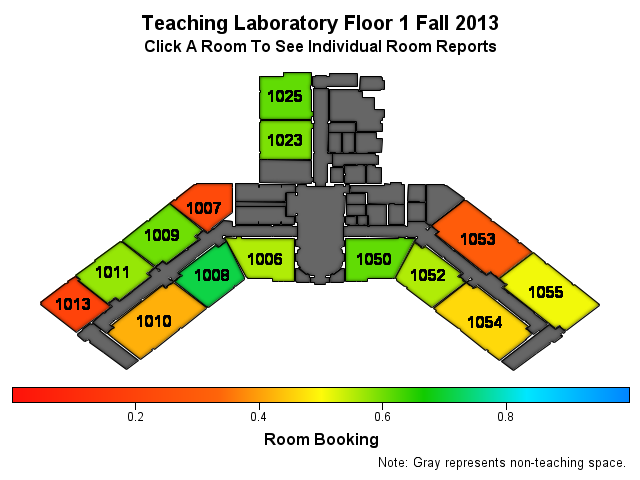 Teaching Laboratory Floor 1 Fall 2013
Click A Room To See Individual Room Reports
1025
1023
1007
1009
1053
1011
1008
1006
1050
1052
1055
1013
1010
1054
0.2 0.4 0.6 0.8
Room Booking
Note: Gray represents non-teaching space.